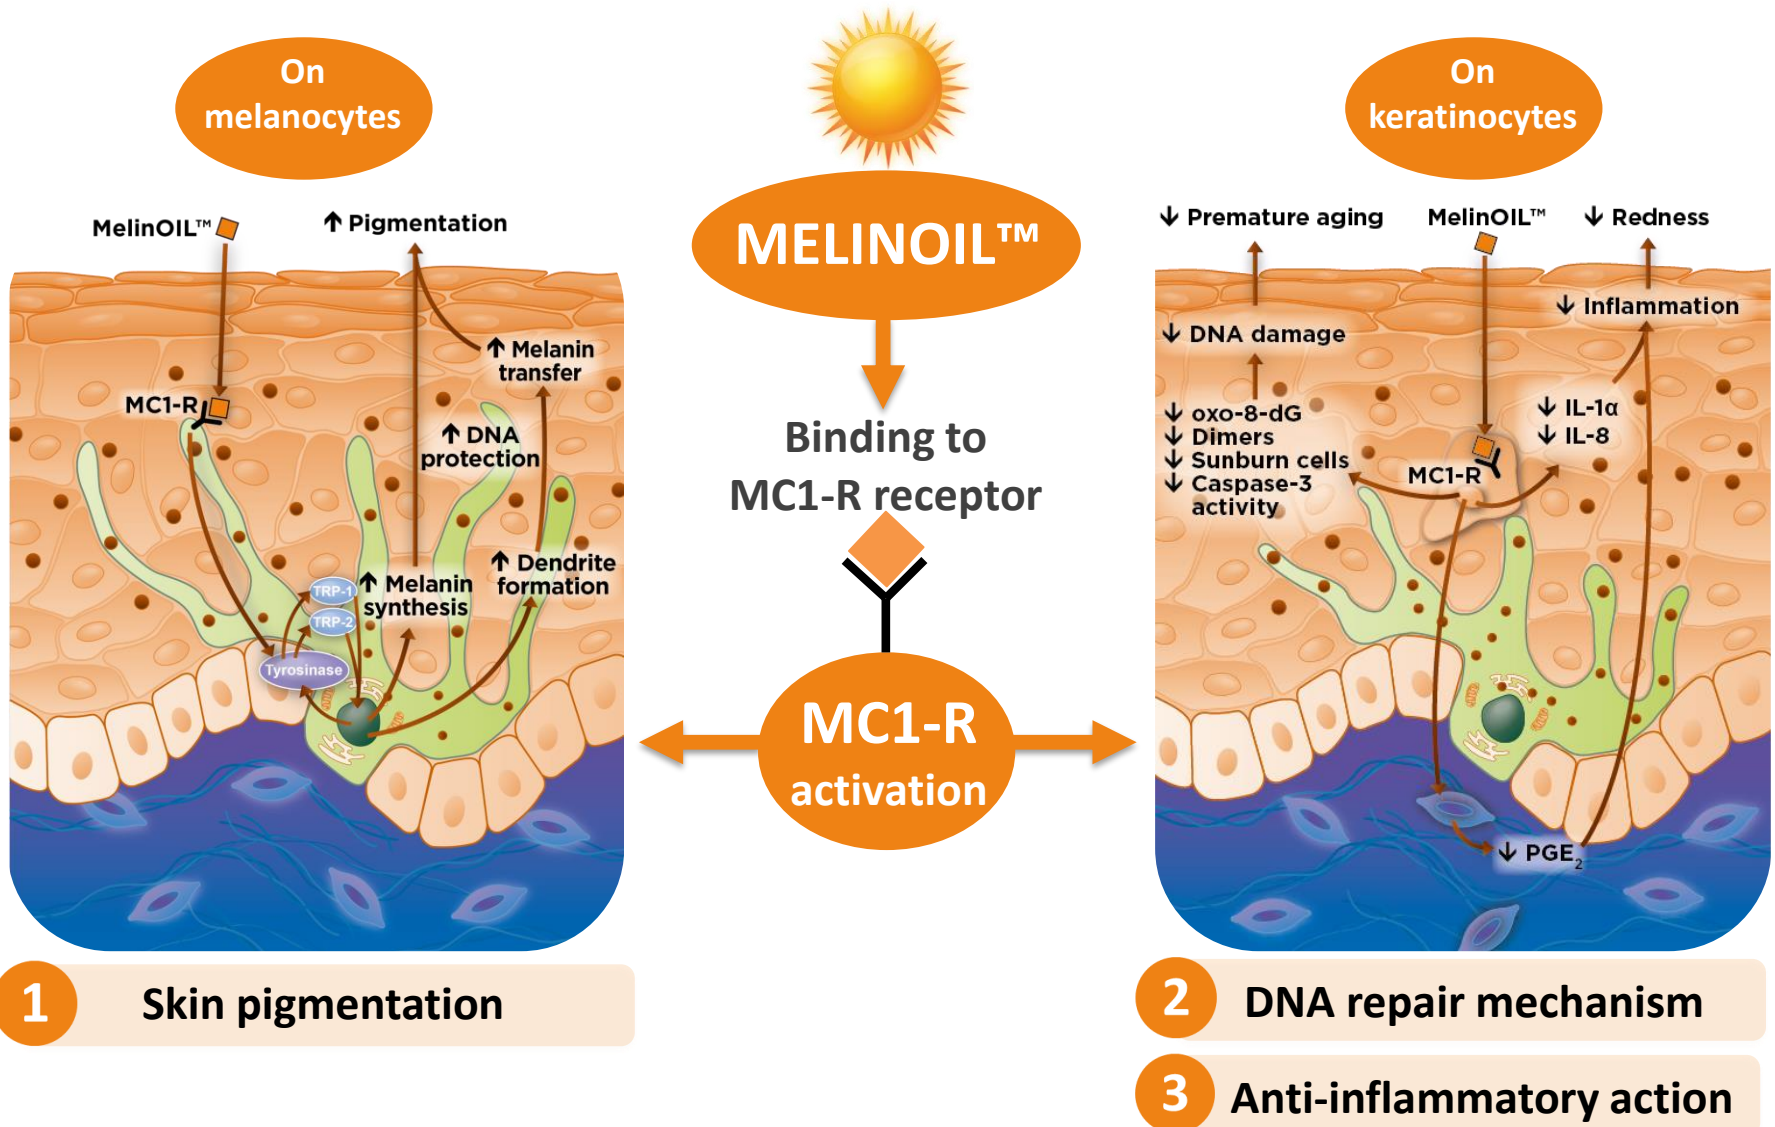 On
melanocytes
MelinOIL™
↑ Pigmentation
↑ Melanin
transfer
MC1-R
↑ DNA
protection
↑ Dendrite
formation
↑ Melanin
synthesis
TRP-1
TRP-2
Tyrosinase
1 Skin pigmentation
MELINOIL™
Binding to
MC1-R receptor
MC1-R
activation
On
keratinocytes
↓ Premature aging
MelinOIL™
↓ Redness
↓ Inflammation
↓ DNA damage
↓ oxo-8-dG
↓ Dimers
↓ Sunburn cells
↓ Caspase-3
activity
MC1-R
↓ IL-1α
↓ IL-8
↓ PGE₂
2 DNA repair mechanism
3 Anti-inflammatory action